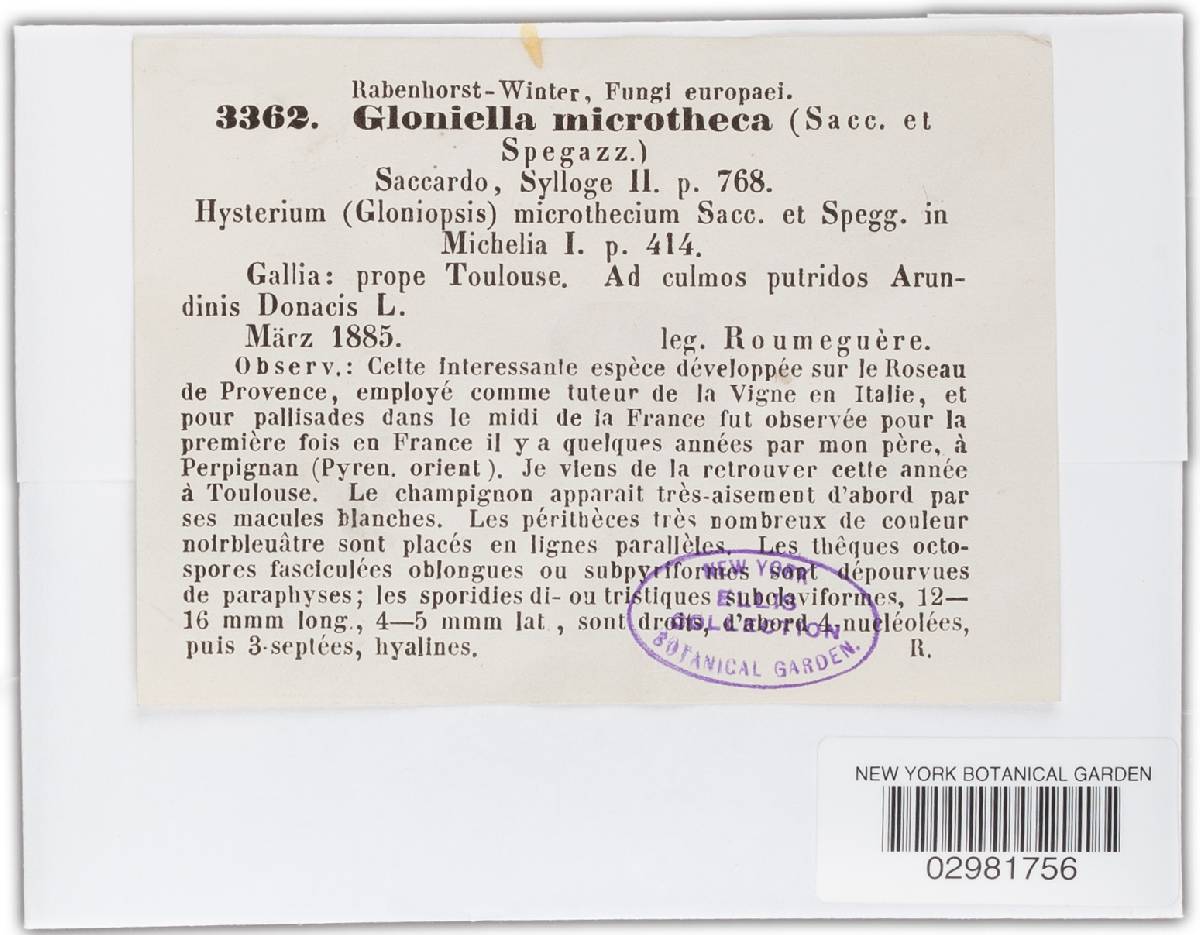 Rabenhorst-Winter, Fungi europaei.
3362. Gloniella microtheca (Sacc. et
Spegazz.)
Saccardo, Sylloge II. p. 768.
Hysterium (Gloniopsis) microthecium Sacc. et Spegg. in
Michelia I. p. 414.
Gallia: prope Toulouse. Ad culmos putridos Arun-
dinis Donacis L.
März 1885. leg. Roumeguère.
Observ.: Cette interessante espèce développée sur le Roseau
de Provence, employé comme tuteur de la Vigne en Italie, et
pour pallisades dans le midi de la France fut observée pour la
première fois en France il y a quelques années par mon père, à
Perpignan (Pyren. orient). Je viens de la retrouver cette année
à Toulouse. Le champignon apparait très-aisement d'abord par
ses macules blanches. Les périthèces très nombreux de couleur
noirbleuâtre sont placés en lignes parallèles. Les thêques octo-
spores fasciculées oblongues ou subpyriformes sont dépourvues
de paraphyses; les sporidies di- ou tristiques subclaviformes, 12—
16 mmm long., 4—5 mmm lat., sont droits, d'abord 4-nucléolées,
puis 3-septées, hyalines. R.
NEW YORK
ELLIS
COLLECTION
BOTANICAL GARDEN.
NEW YORK BOTANICAL GARDEN
02981756